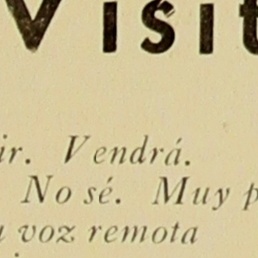 Visit
ir. Vendrá.
No sé. Muy p
voz remota